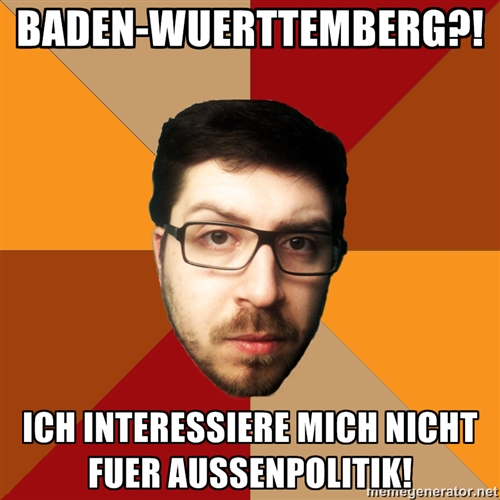 BADEN-WUERTTEMBERG?!
ICH INTERESSIERE MICH NICHT
FUER AUSSENPOLITIK!
memegenerator.net